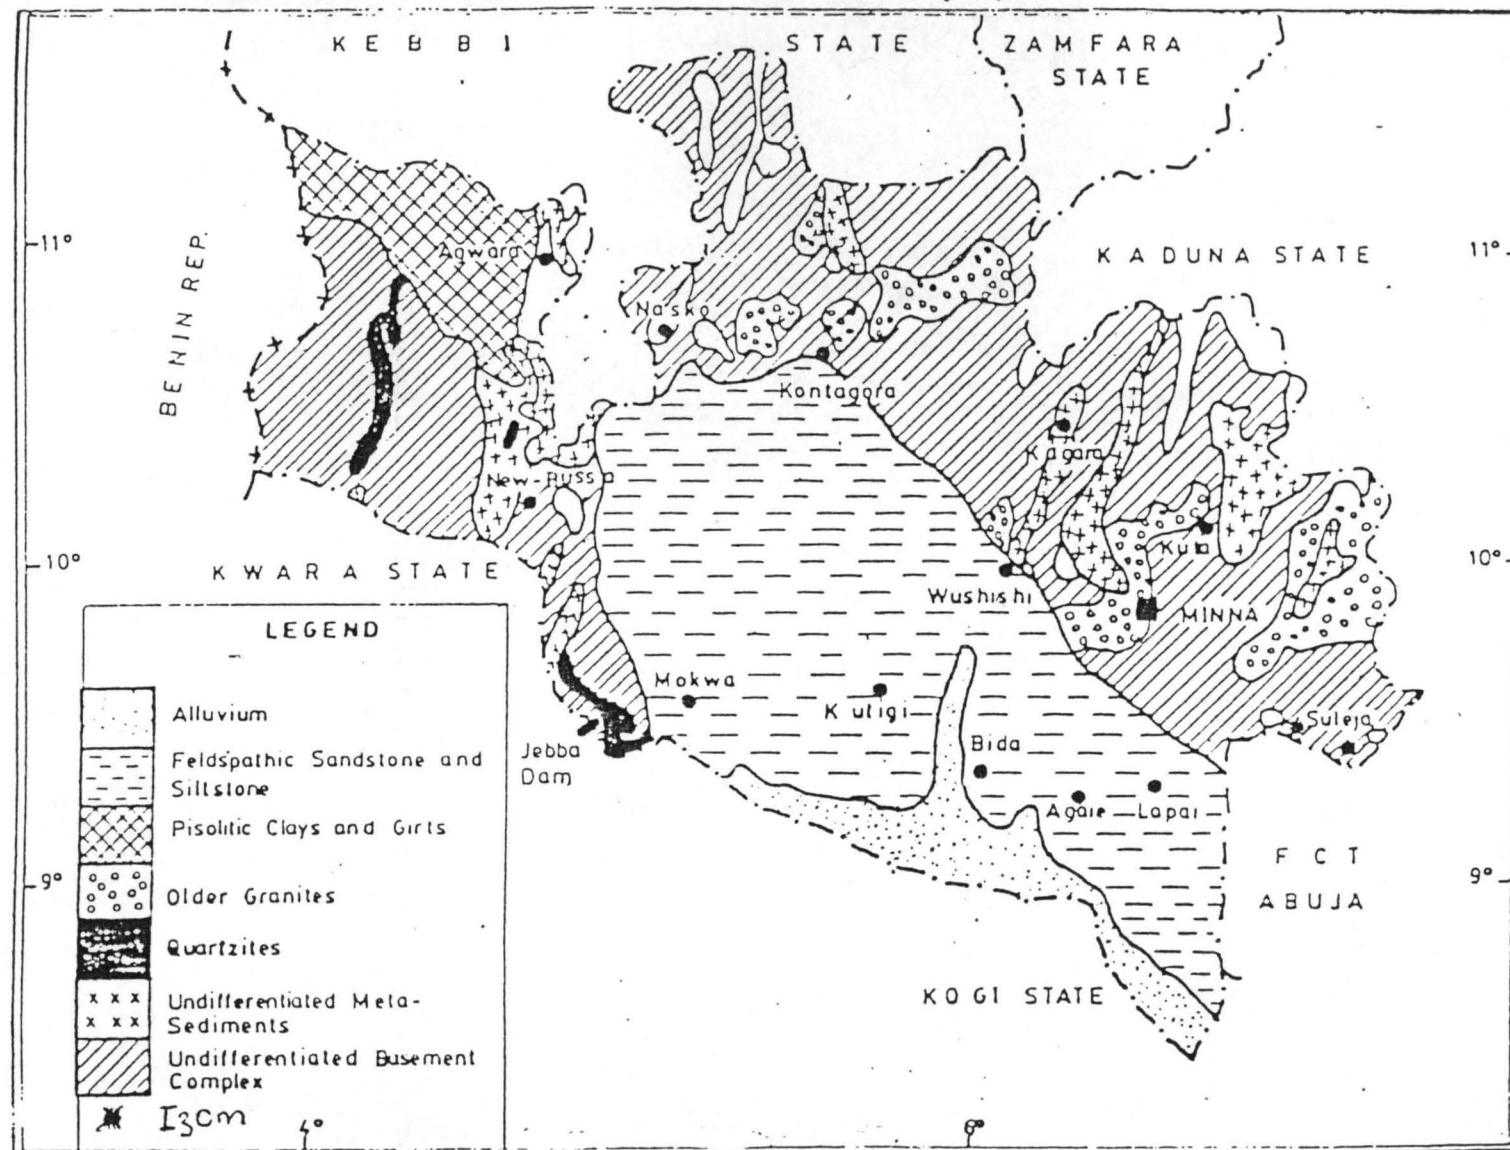 KEBBI STATE
ZAMFARA
STATE
11°
11°
BENIN REP.
KADUNA STATE
Agwara
Nasko
Kontagora
Kagara
New-Bussa
Kuta
10°
10°
KWARA STATE
Wushishi
MINNA
Mokwa
Kutigi
Bida
Suleja
Jebba
Dam
Agaie
Lapai
9°
9°
FCT
ABUJA
KOGI STATE
4°
6°
LEGEND
Alluvium
Feldspathic Sandstone and
Siltstone
Pisolitic Clays and Girts
Older Granites
Quartzites
Undifferentiated Meta-
Sediments
Undifferentiated Basement
Complex